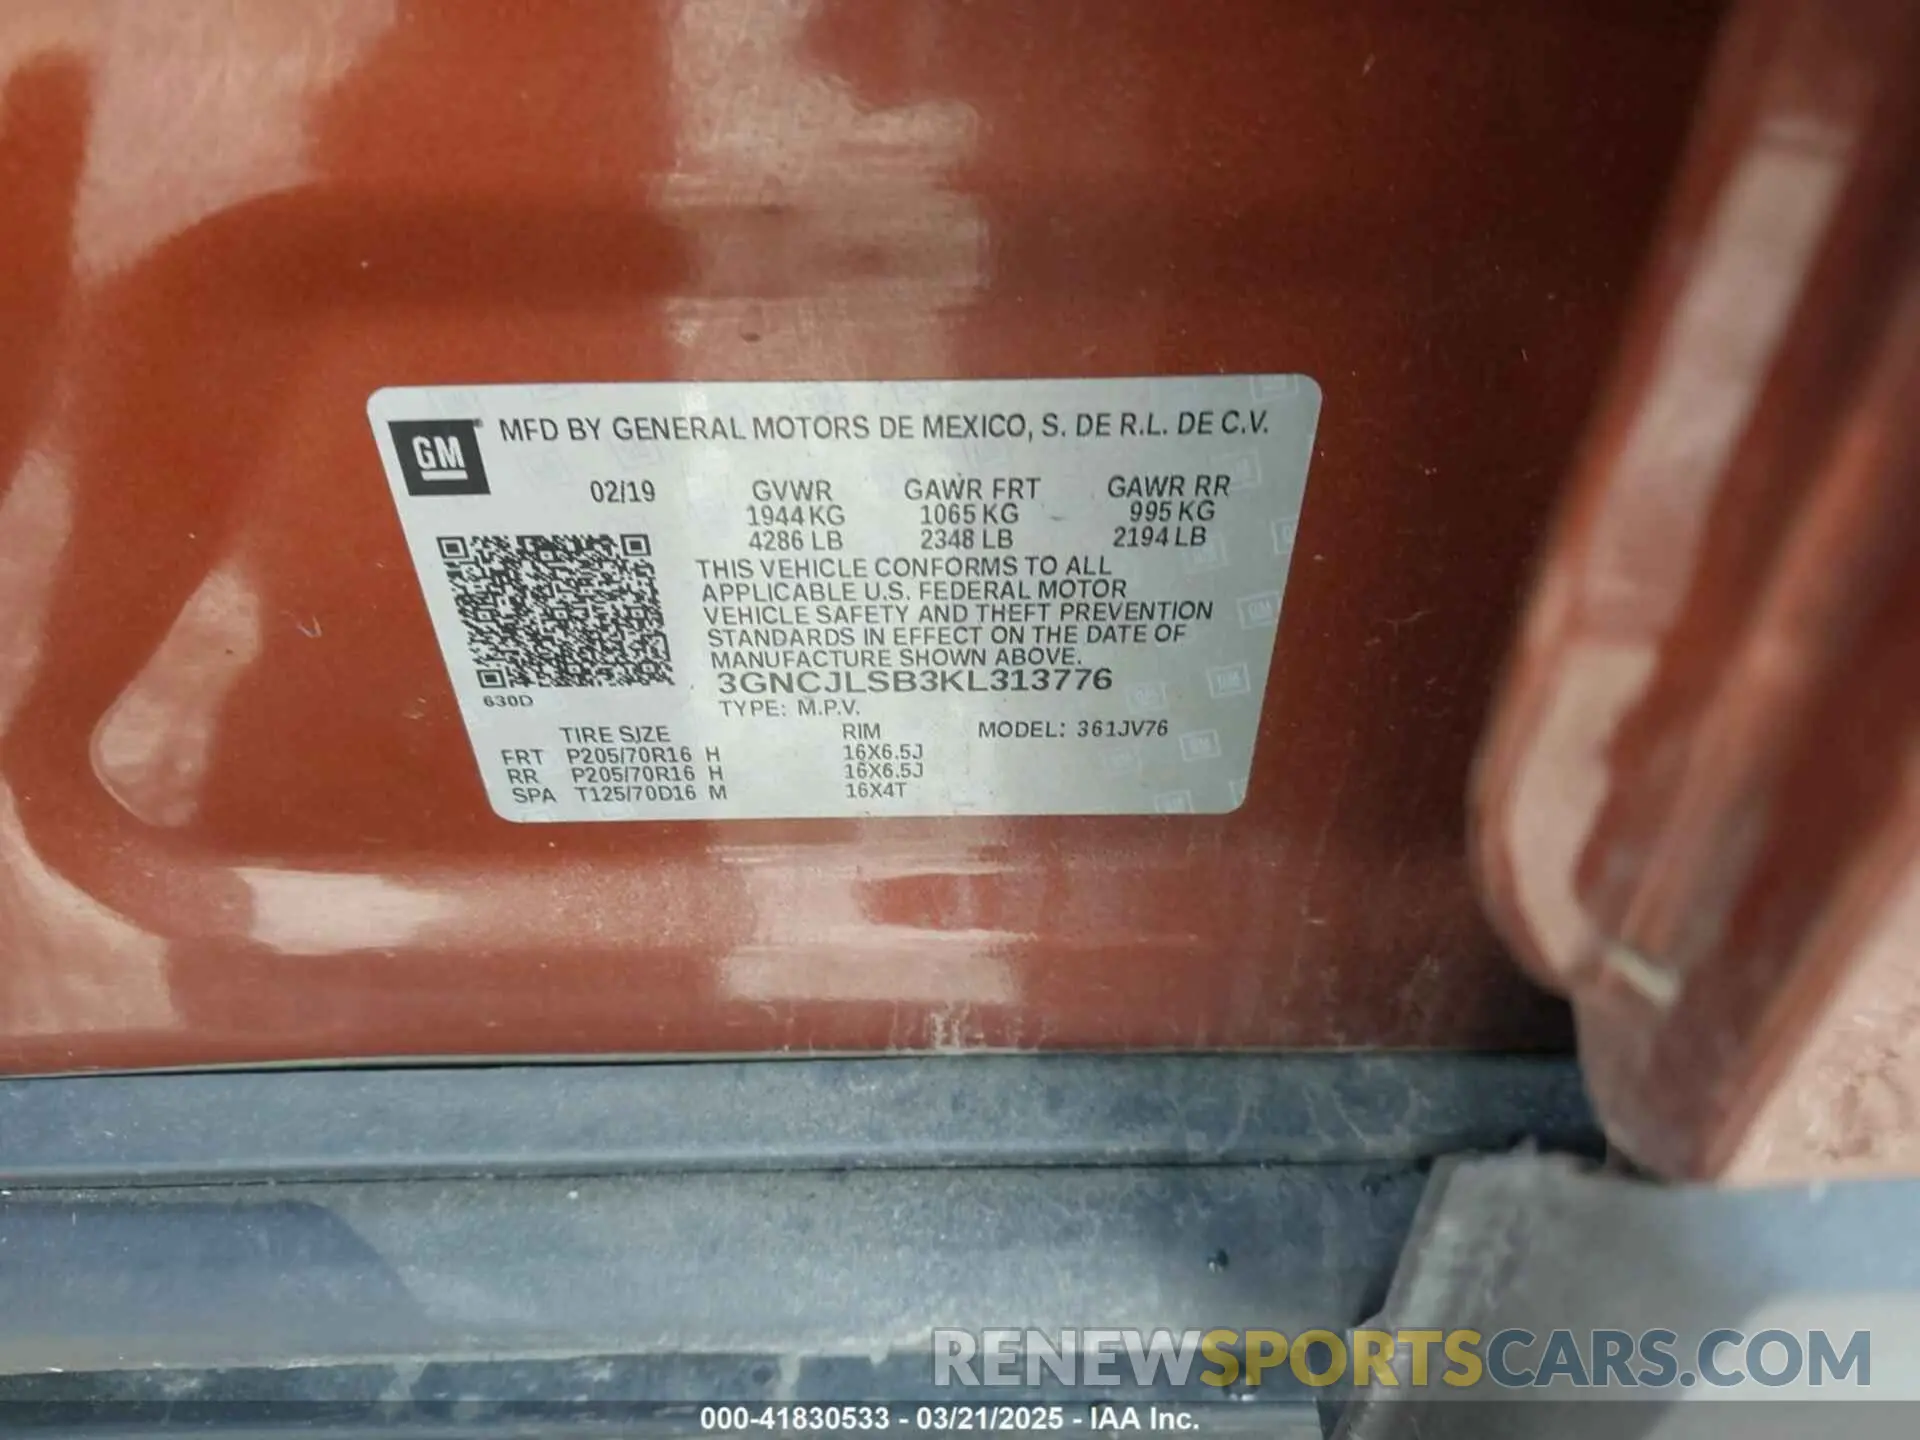 GM
MFD BY GENERAL MOTORS DE MEXICO, S. DE R.L. DE C.V.
02/19 GVWR GAWR FRT GAWR RR
1944 KG 1065 KG 995 KG
4286 LB 2348 LB 2194 LB
THIS VEHICLE CONFORMS TO ALL
APPLICABLE U.S. FEDERAL MOTOR
VEHICLE SAFETY AND THEFT PREVENTION
STANDARDS IN EFFECT ON THE DATE OF
MANUFACTURE SHOWN ABOVE.
3GNCJLSB3KL313776
630D
TYPE: M.P.V.
TIRE SIZE RIM MODEL: 361JV76
FRT P205/70R16 H 16X6.5J
RR P205/70R16 H 16X6.5J
SPA T125/70D16 M 16X4T
RENEWSPORTSCARS.COM
000-41830533 - 03/21/2025 - IAA Inc.